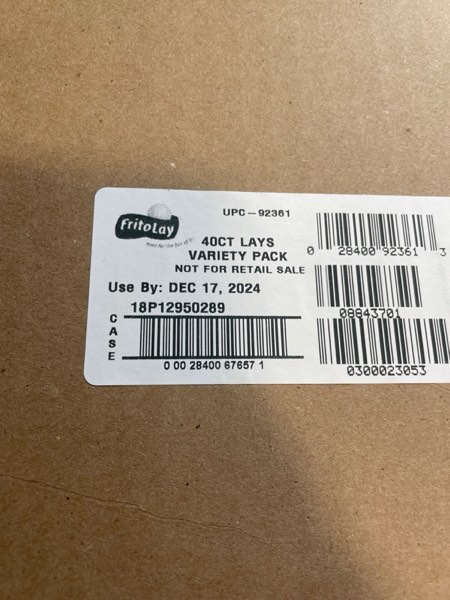 FritoLay
UPC – 92361
40CT LAYS
VARIETY PACK
NOT FOR RETAIL SALE
Use By: DEC 17, 2024
18P12950289
CASE
0 00 28400 67657 1
0 28400 92361 3
08843701
0300023053